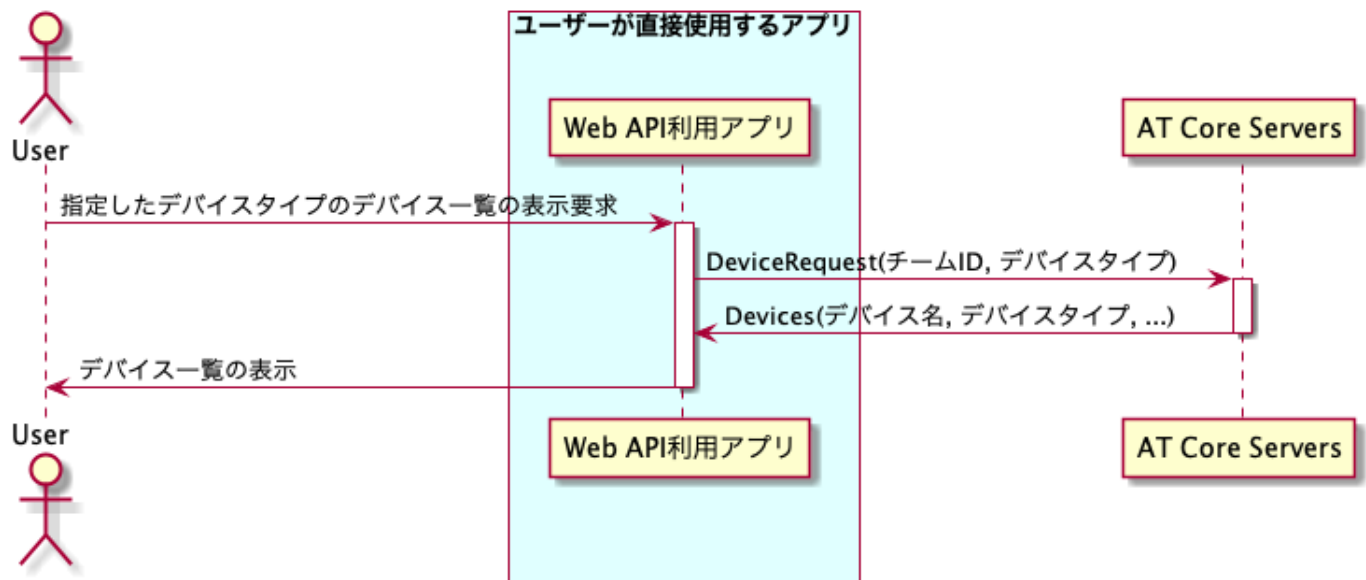 ユーザーが直接使用するアプリ
User
Web API利用アプリ
AT Core Servers
指定したデバイスタイプのデバイス一覧の表示要求
DeviceRequest(チームID, デバイスタイプ)
Devices(デバイス名, デバイスタイプ, ...)
デバイス一覧の表示
User
Web API利用アプリ
AT Core Servers